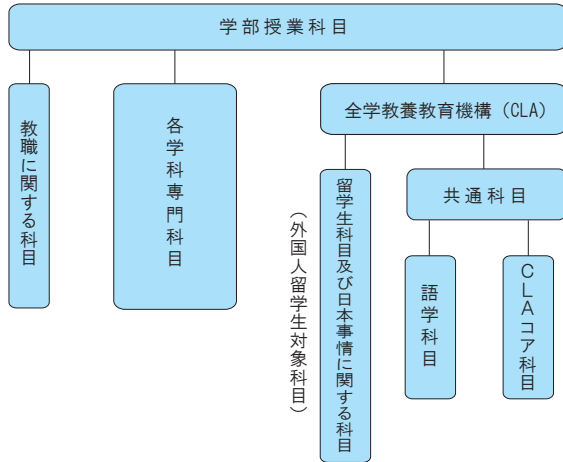 学部授業科目
教職に関する科目
各学科専門科目
全学教養教育機構（CLA）
留学生科目及び日本事情に関する科目
（外国人留学生対象科目）
共通科目
語学科目
CLAコア科目